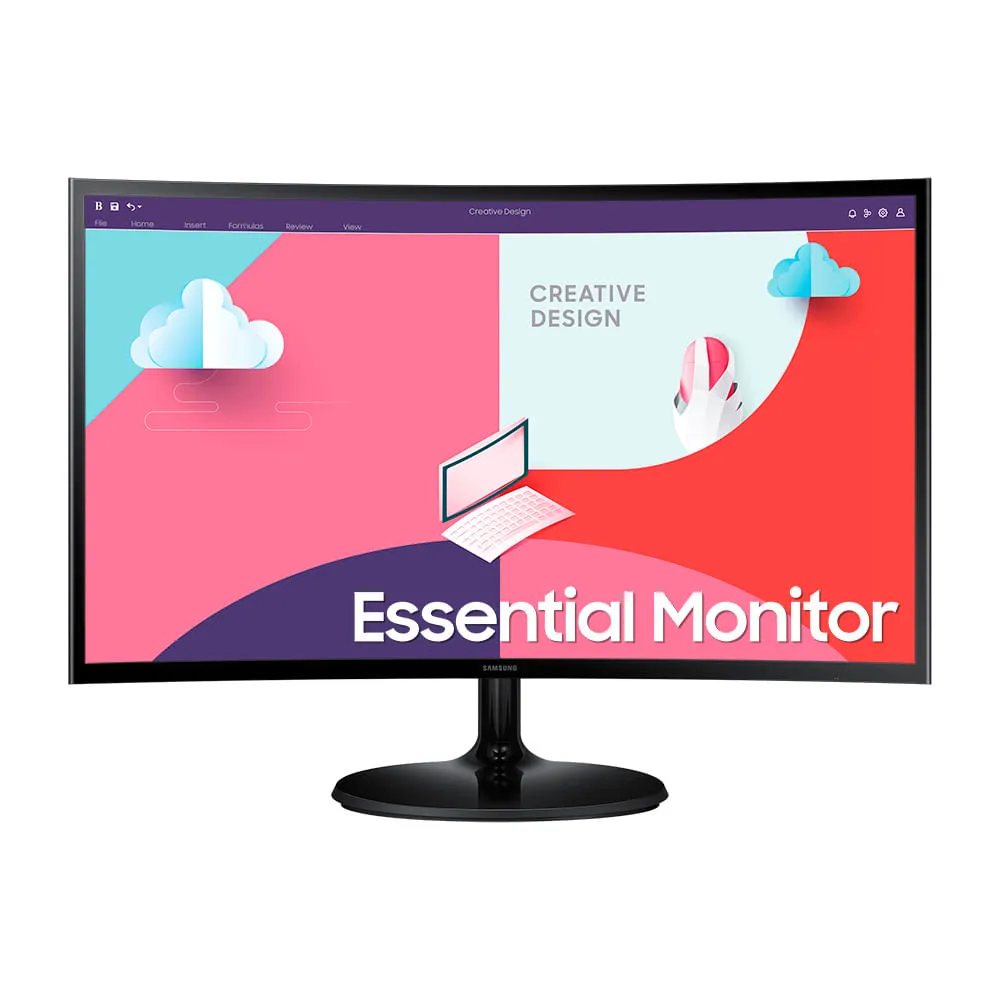 B
Creative Design
File Home Insert Formulas Review View
CREATIVE
DESIGN
Essential Monitor
SAMSUNG